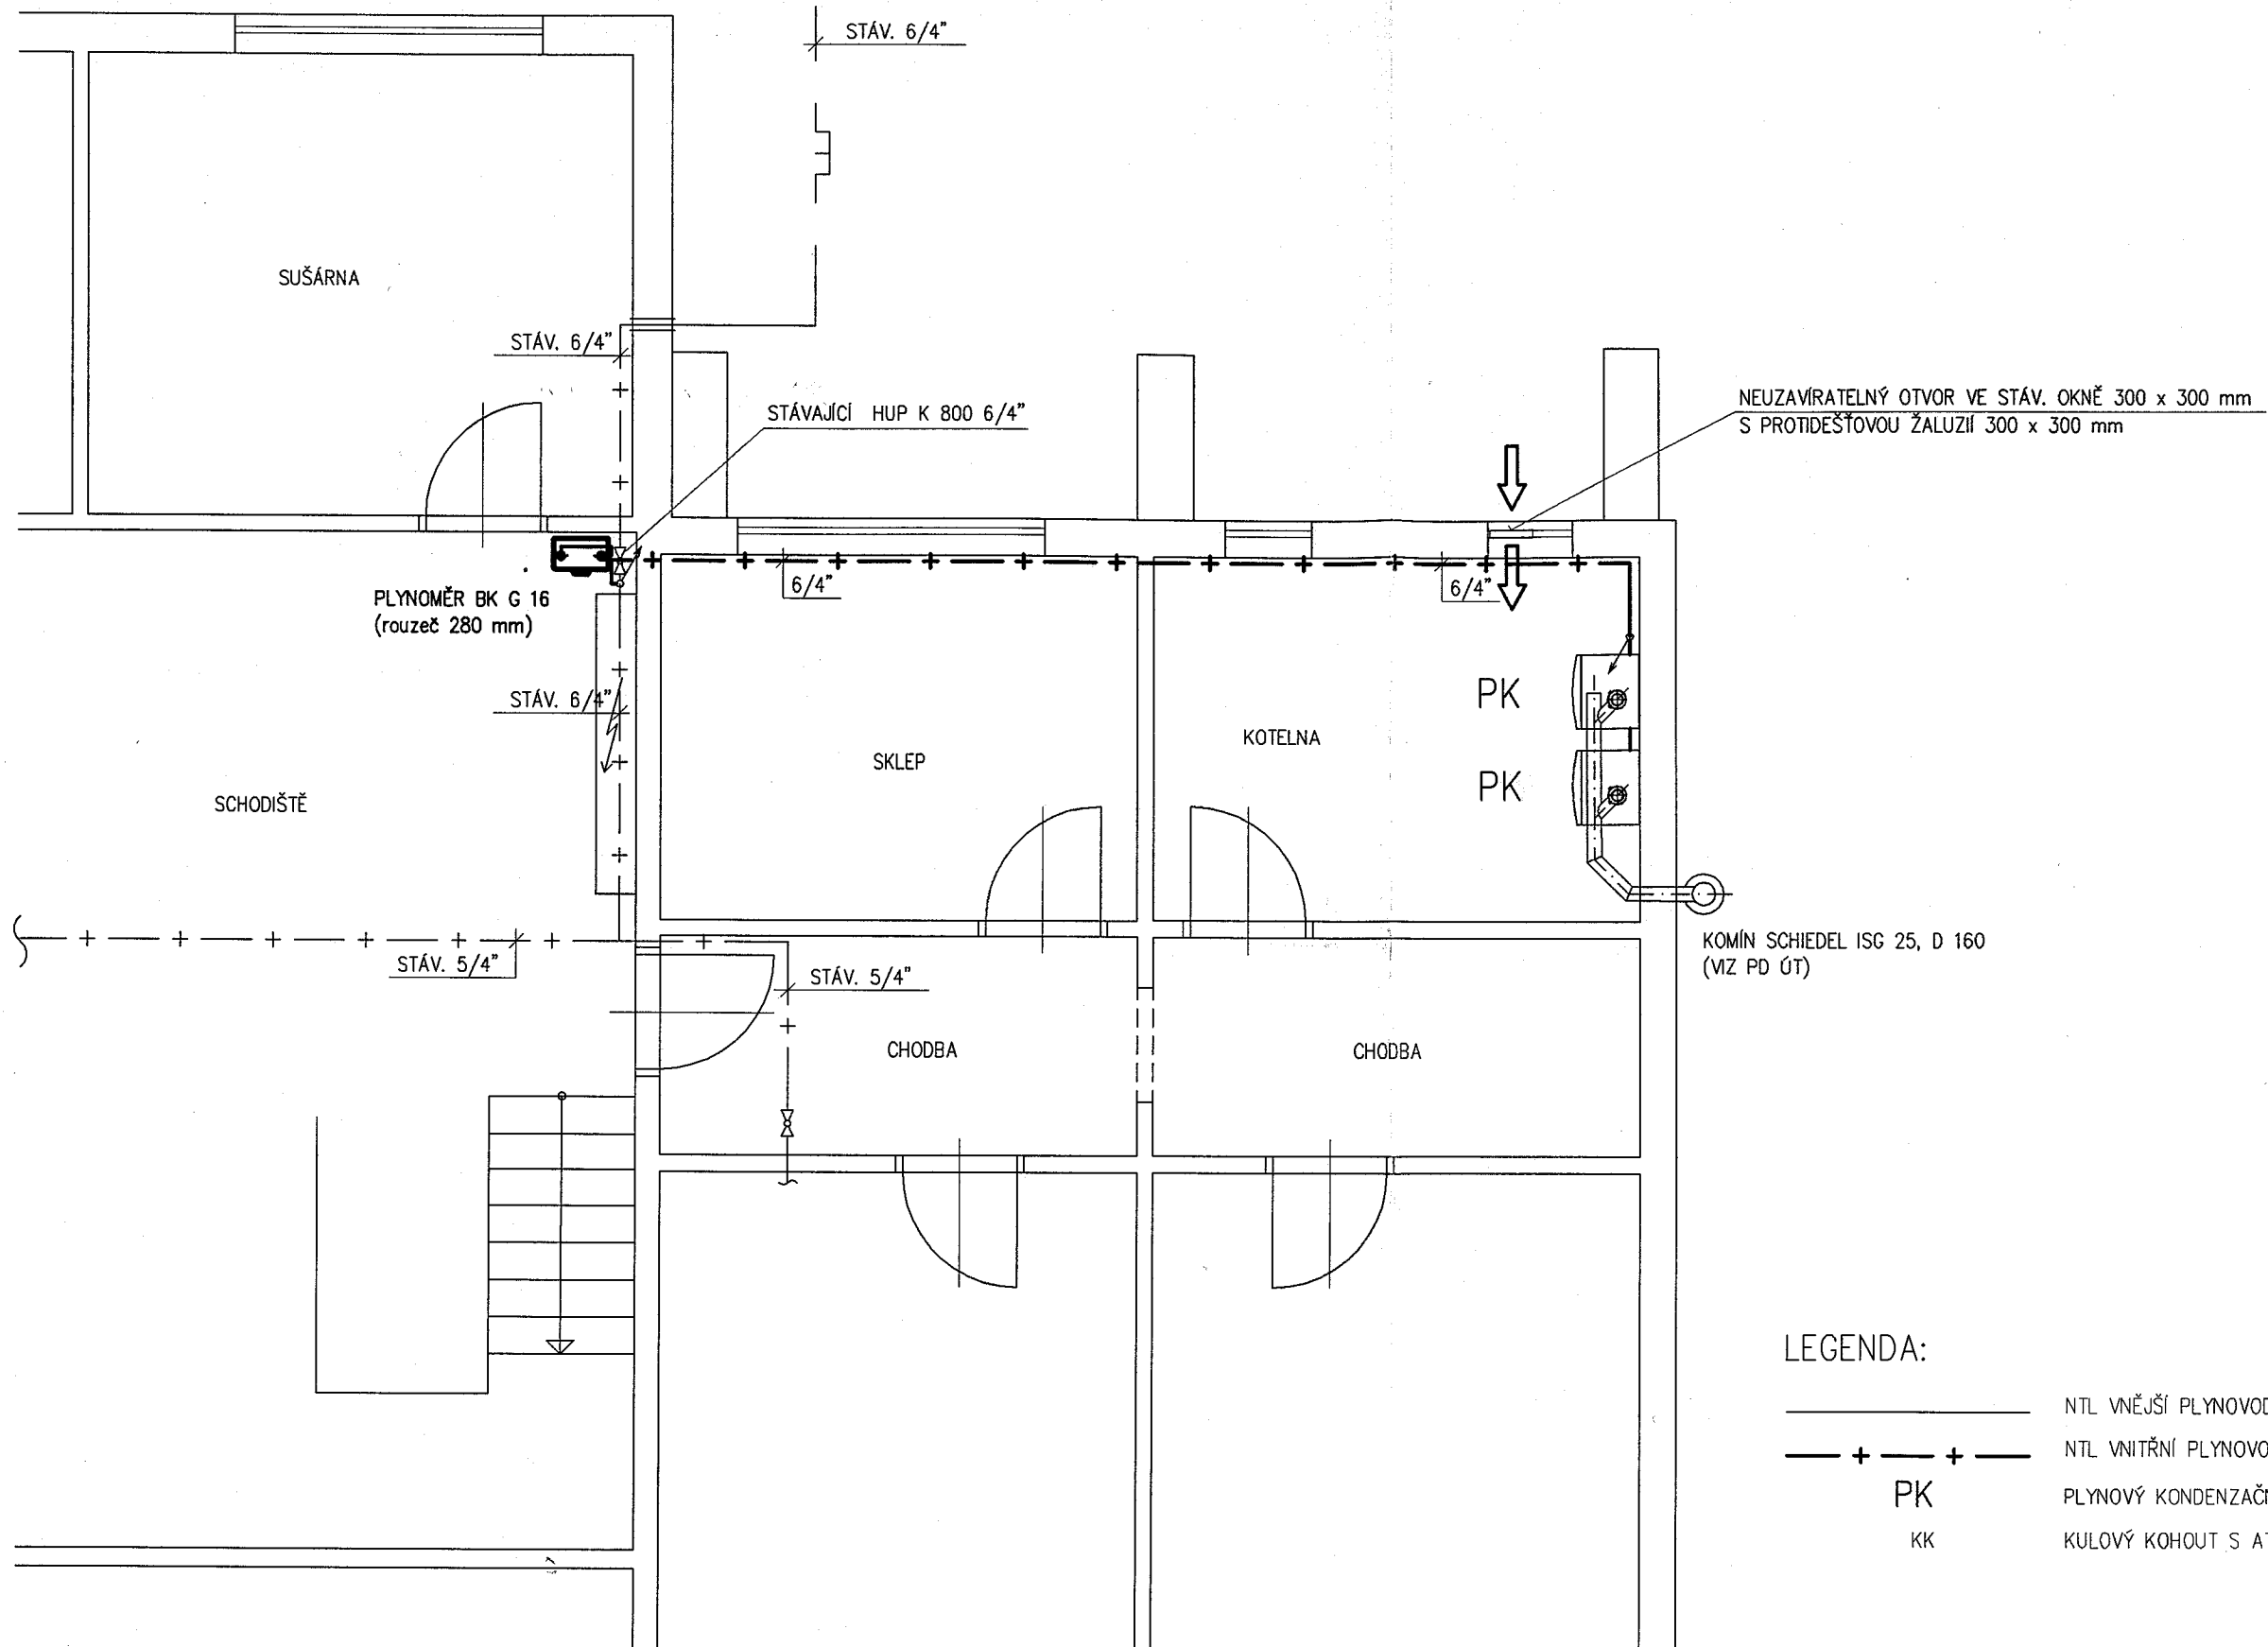 STÁV. 6/4"
SUŠÁRNA
STÁV. 6/4"
STÁVAJÍCÍ HUP K 800 6/4"
NEUZAVÍRATELNÝ OTVOR VE STÁV. OKNĚ 300 x 300 mm
S PROTIDEŠŤOVOU ŽALUZIÍ 300 x 300 mm
6/4"
6/4"
PLYNOMĚR BK G 16
(rouzeč 280 mm)
STÁV. 6/4"
PK
KOTELNA
SKLEP
PK
SCHODIŠTĚ
KOMÍN SCHIEDEL ISG 25, D 160
(VIZ PD ÚT)
STÁV. 5/4"
STÁV. 5/4"
CHODBA
CHODBA
LEGENDA:
NTL VNĚJŠÍ PLYNOVOD
NTL VNITŘNÍ PLYNOVO
PK PLYNOVÝ KONDENZAČN
KK KULOVÝ KOHOUT S AT